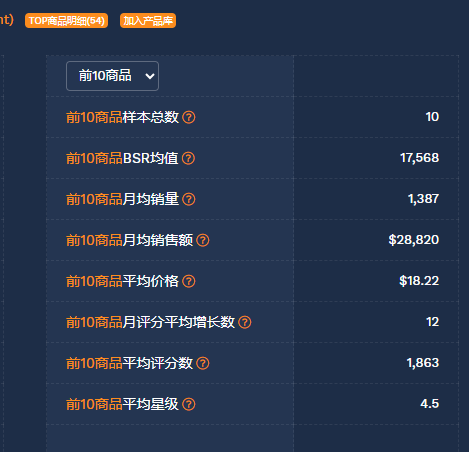 nt) TOP商品明细(54) 加入产品库
前10商品
前10商品样本总数 10
前10商品BSR均值 17,568
前10商品月均销量 1,387
前10商品月均销售额 $28,820
前10商品平均价格 $18.22
前10商品月评分平均增长数 12
前10商品平均评分数 1,863
前10商品平均星级 4.5